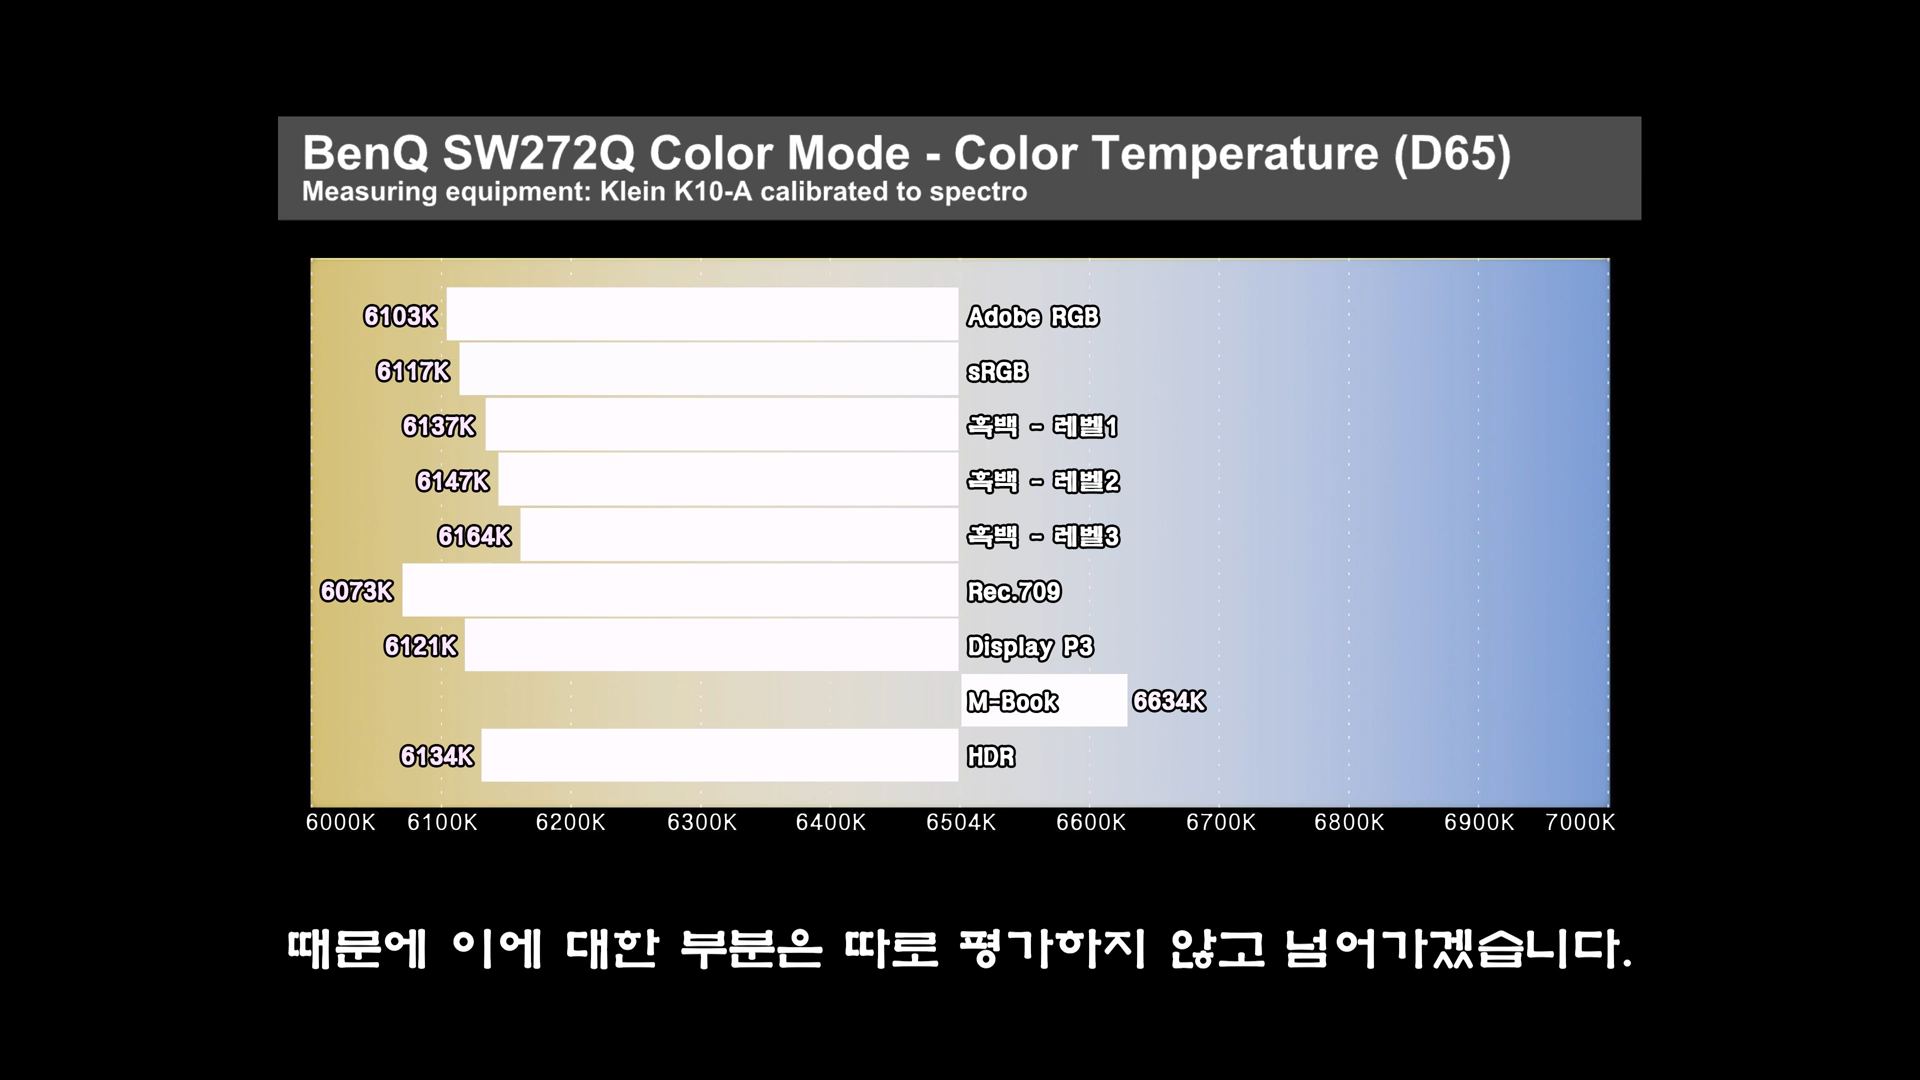 BenQ SW272Q Color Mode - Color Temperature (D65)
Measuring equipment: Klein K10-A calibrated to spectro
6103K Adobe RGB
6117K sRGB
6137K 흑백 - 레벨1
6147K 흑백 - 레벨2
6164K 흑백 - 레벨3
6073K Rec.709
6121K Display P3
M-Book 6634K
6134K HDR
6000K 6100K 6200K 6300K 6400K 6504K 6600K 6700K 6800K 6900K 7000K
때문에 이에 대한 부분은 따로 평가하지 않고 넘어가겠습니다.